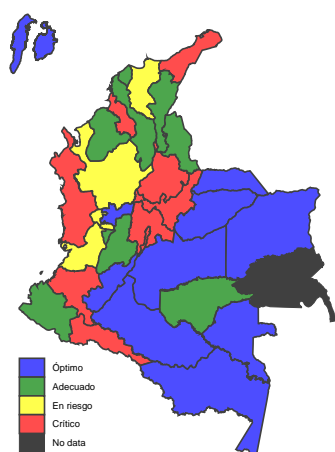 Óptimo
Adecuado
En riesgo
Crítico
No data